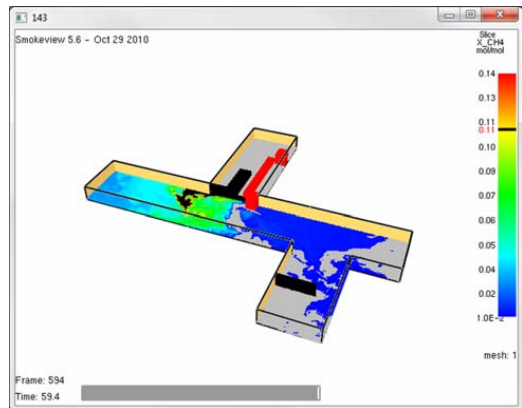 143
Smokeview 5.6 - Oct 29 2010
Slice
X_CH4
mol/mol
0.14
0.13
0.11
0.11
0.10
0.09
0.07
0.06
0.05
0.04
0.02
1.0E-2
mesh: 1
Frame: 594
Time: 59.4